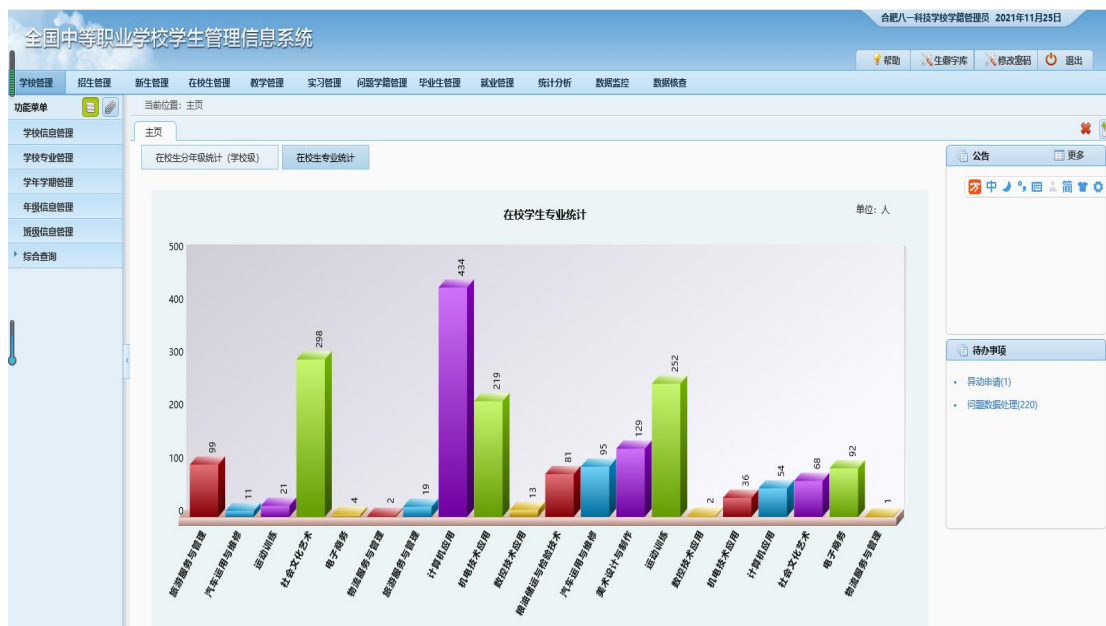 合肥八一科技学校学籍管理员 2021年11月25日
全国中等职业学校学生管理信息系统
帮助 生僻字库 修改密码 退出
学校管理 招生管理 新生管理 在校生管理 教学管理 实习管理 问题学籍管理 毕业生管理 就业管理 统计分析 数据监控 数据核查
功能菜单
当前位置: 主页
学校信息管理
学校专业管理
学年学期管理
年级信息管理
班级信息管理
综合查询
主页
在校生分年级统计（学校级） 在校生专业统计
在校学生专业统计
单位: 人
500
400
300
200
100
0
99
11
21
298
4
2
19
434
219
13
81
95
129
252
2
36
54
68
92
1
旅游服务与管理
汽车运用与维修
运动训练
社会文化艺术
电子商务
物流服务与管理
旅游服务与管理
计算机应用
机电技术应用
数控技术应用
粮油储运与检验技术
汽车运用与维修
美术设计与制作
运动训练
数控技术应用
机电技术应用
计算机应用
社会文化艺术
电子商务
物流服务与管理
公告 更多
中 简
待办事项
异动申请(1)
问题数据处理(220)